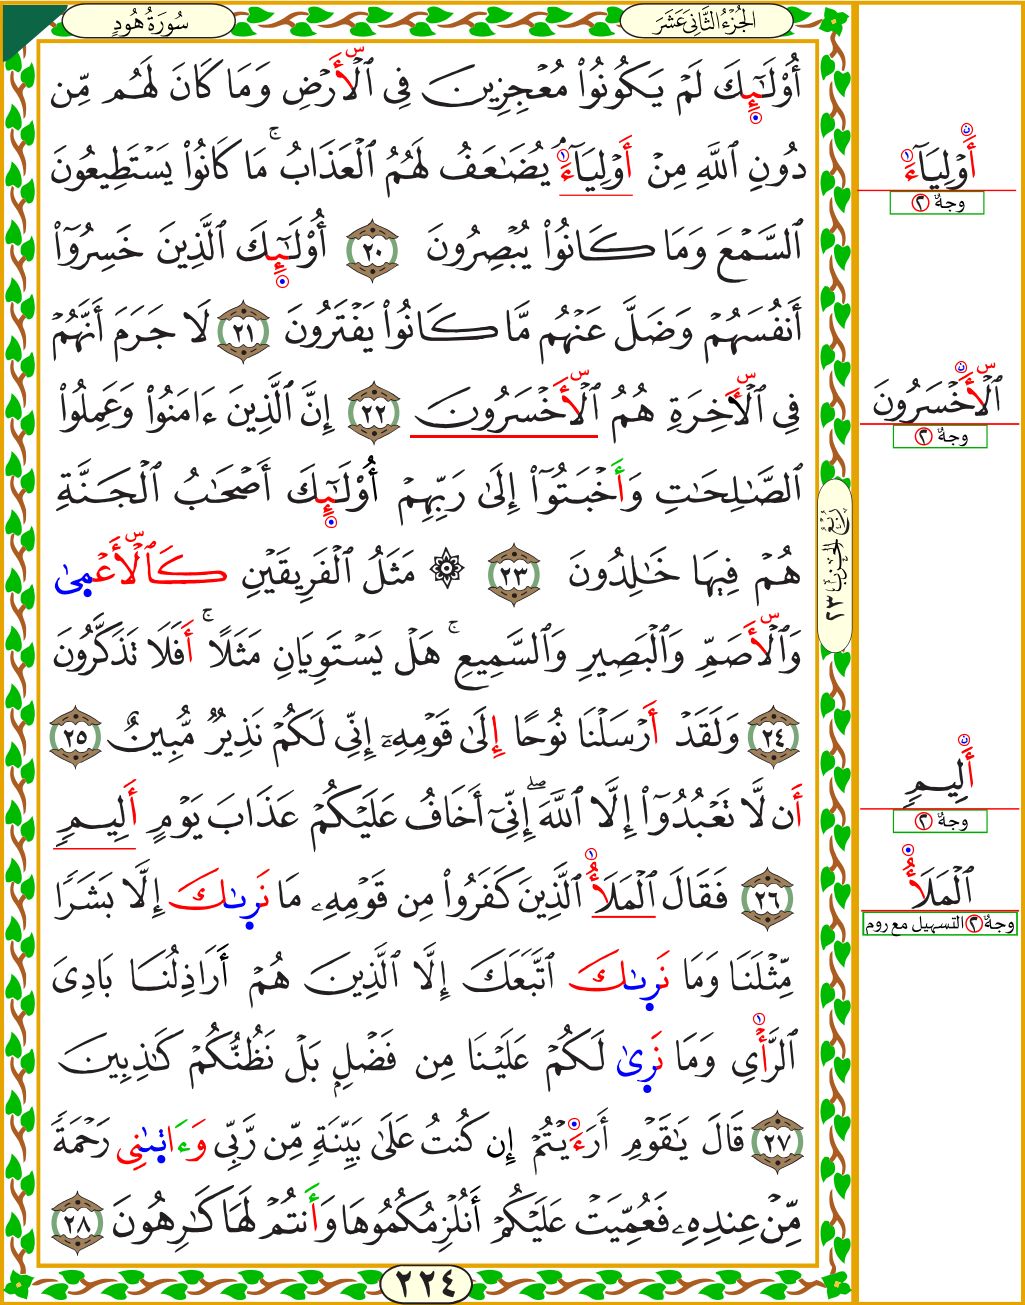 سُورَةُ هُودٍ
الجُزْءُ الثَّانِى عَشَرَ
أُوْلَـٰٓئِكَ لَمْ يَكُونُوا۟ مُعْجِزِينَ فِى ٱلْأَرْضِ وَمَا كَانَ لَهُم مِّن
دُونِ ٱللَّهِ مِنْ أَوْلِيَآءَ ۘ يُضَـٰعَفُ لَهُمُ ٱلْعَذَابُ ۚ مَا كَانُوا۟ يَسْتَطِيعُونَ
ٱلسَّمْعَ وَمَا كَانُوا۟ يُبْصِرُونَ ٢٠ أُوْلَـٰٓئِكَ ٱلَّذِينَ خَسِرُوٓا۟
أَنفُسَهُمْ وَضَلَّ عَنْهُم مَّا كَانُوا۟ يَفْتَرُونَ ٢١ لَا جَرَمَ أَنَّهُمْ
فِى ٱلْأَخِرَةِ هُمُ ٱلْأَخْسَرُونَ ٢٢ إِنَّ ٱلَّذِينَ ءَامَنُوا۟ وَعَمِلُوا۟
ٱلصَّـٰلِحَـٰتِ وَأَخْبَتُوٓا۟ إِلَىٰ رَبِّهِمْ أُوْلَـٰٓئِكَ أَصْحَـٰبُ ٱلْجَنَّةِ
هُمْ فِيهَا خَـٰلِدُونَ ٢٣ ۞ مَثَلُ ٱلْفَرِيقَيْنِ كَٱلْأَعْمِىٰ
وَٱلْأَصَمِّ وَٱلْبَصِيرِ وَٱلسَّمِيعِ ۚ هَلْ يَسْتَوِيَانِ مَثَلًا ۚ أَفَلَا تَذَكَّرُونَ
٢٤ وَلَقَدْ أَرْسَلْنَا نُوحًا إِلَىٰ قَوْمِهِۦٓ إِنِّى لَكُمْ نَذِيرٌ مُّبِينٌ ٢٥
أَن لَّا تَعْبُدُوٓا۟ إِلَّا ٱللَّهَ ۖ إِنِّىٓ أَخَافُ عَلَيْكُمْ عَذَابَ يَوْمٍ أَلِيمٍ
٢٦ فَقَالَ ٱلْمَلَأُ ٱلَّذِينَ كَفَرُوا۟ مِن قَوْمِهِۦ مَا نَرِىٰكَ إِلَّا بَشَرًا
مِّثْلَنَا وَمَا نَرِىٰكَ ٱتَّبَعَكَ إِلَّا ٱلَّذِينَ هُمْ أَرَاذِلُنَا بَادِىَ
ٱلرَّأْىِ وَمَا نَرِىٰ لَكُمْ عَلَيْنَا مِن فَضْلٍۭ بَلْ نَظُنُّكُمْ كَـٰذِبِينَ
٢٧ قَالَ يَـٰقَوْمِ أَرَءَيْتُمْ إِن كُنتُ عَلَىٰ بَيِّنَةٍ مِّن رَّبِّى وَءَاتِىٰنِى رَحْمَةً
مِّنْ عِندِهِۦ فَعُمِّيَتْ عَلَيْكُمْ أَنُلْزِمُكُمُوهَا وَأَنتُمْ لَهَا كَـٰرِهُونَ ٢٨
٢٢٤
أَوْلِيَآءَ
وجهٌ ٢
ٱلْأَخْسَرُونَ
وجهٌ ٢
أَلِيمٍ
وجهٌ ٢
ٱلْمَلَأُ
وجهٌ ٢ التسهيل مع روم